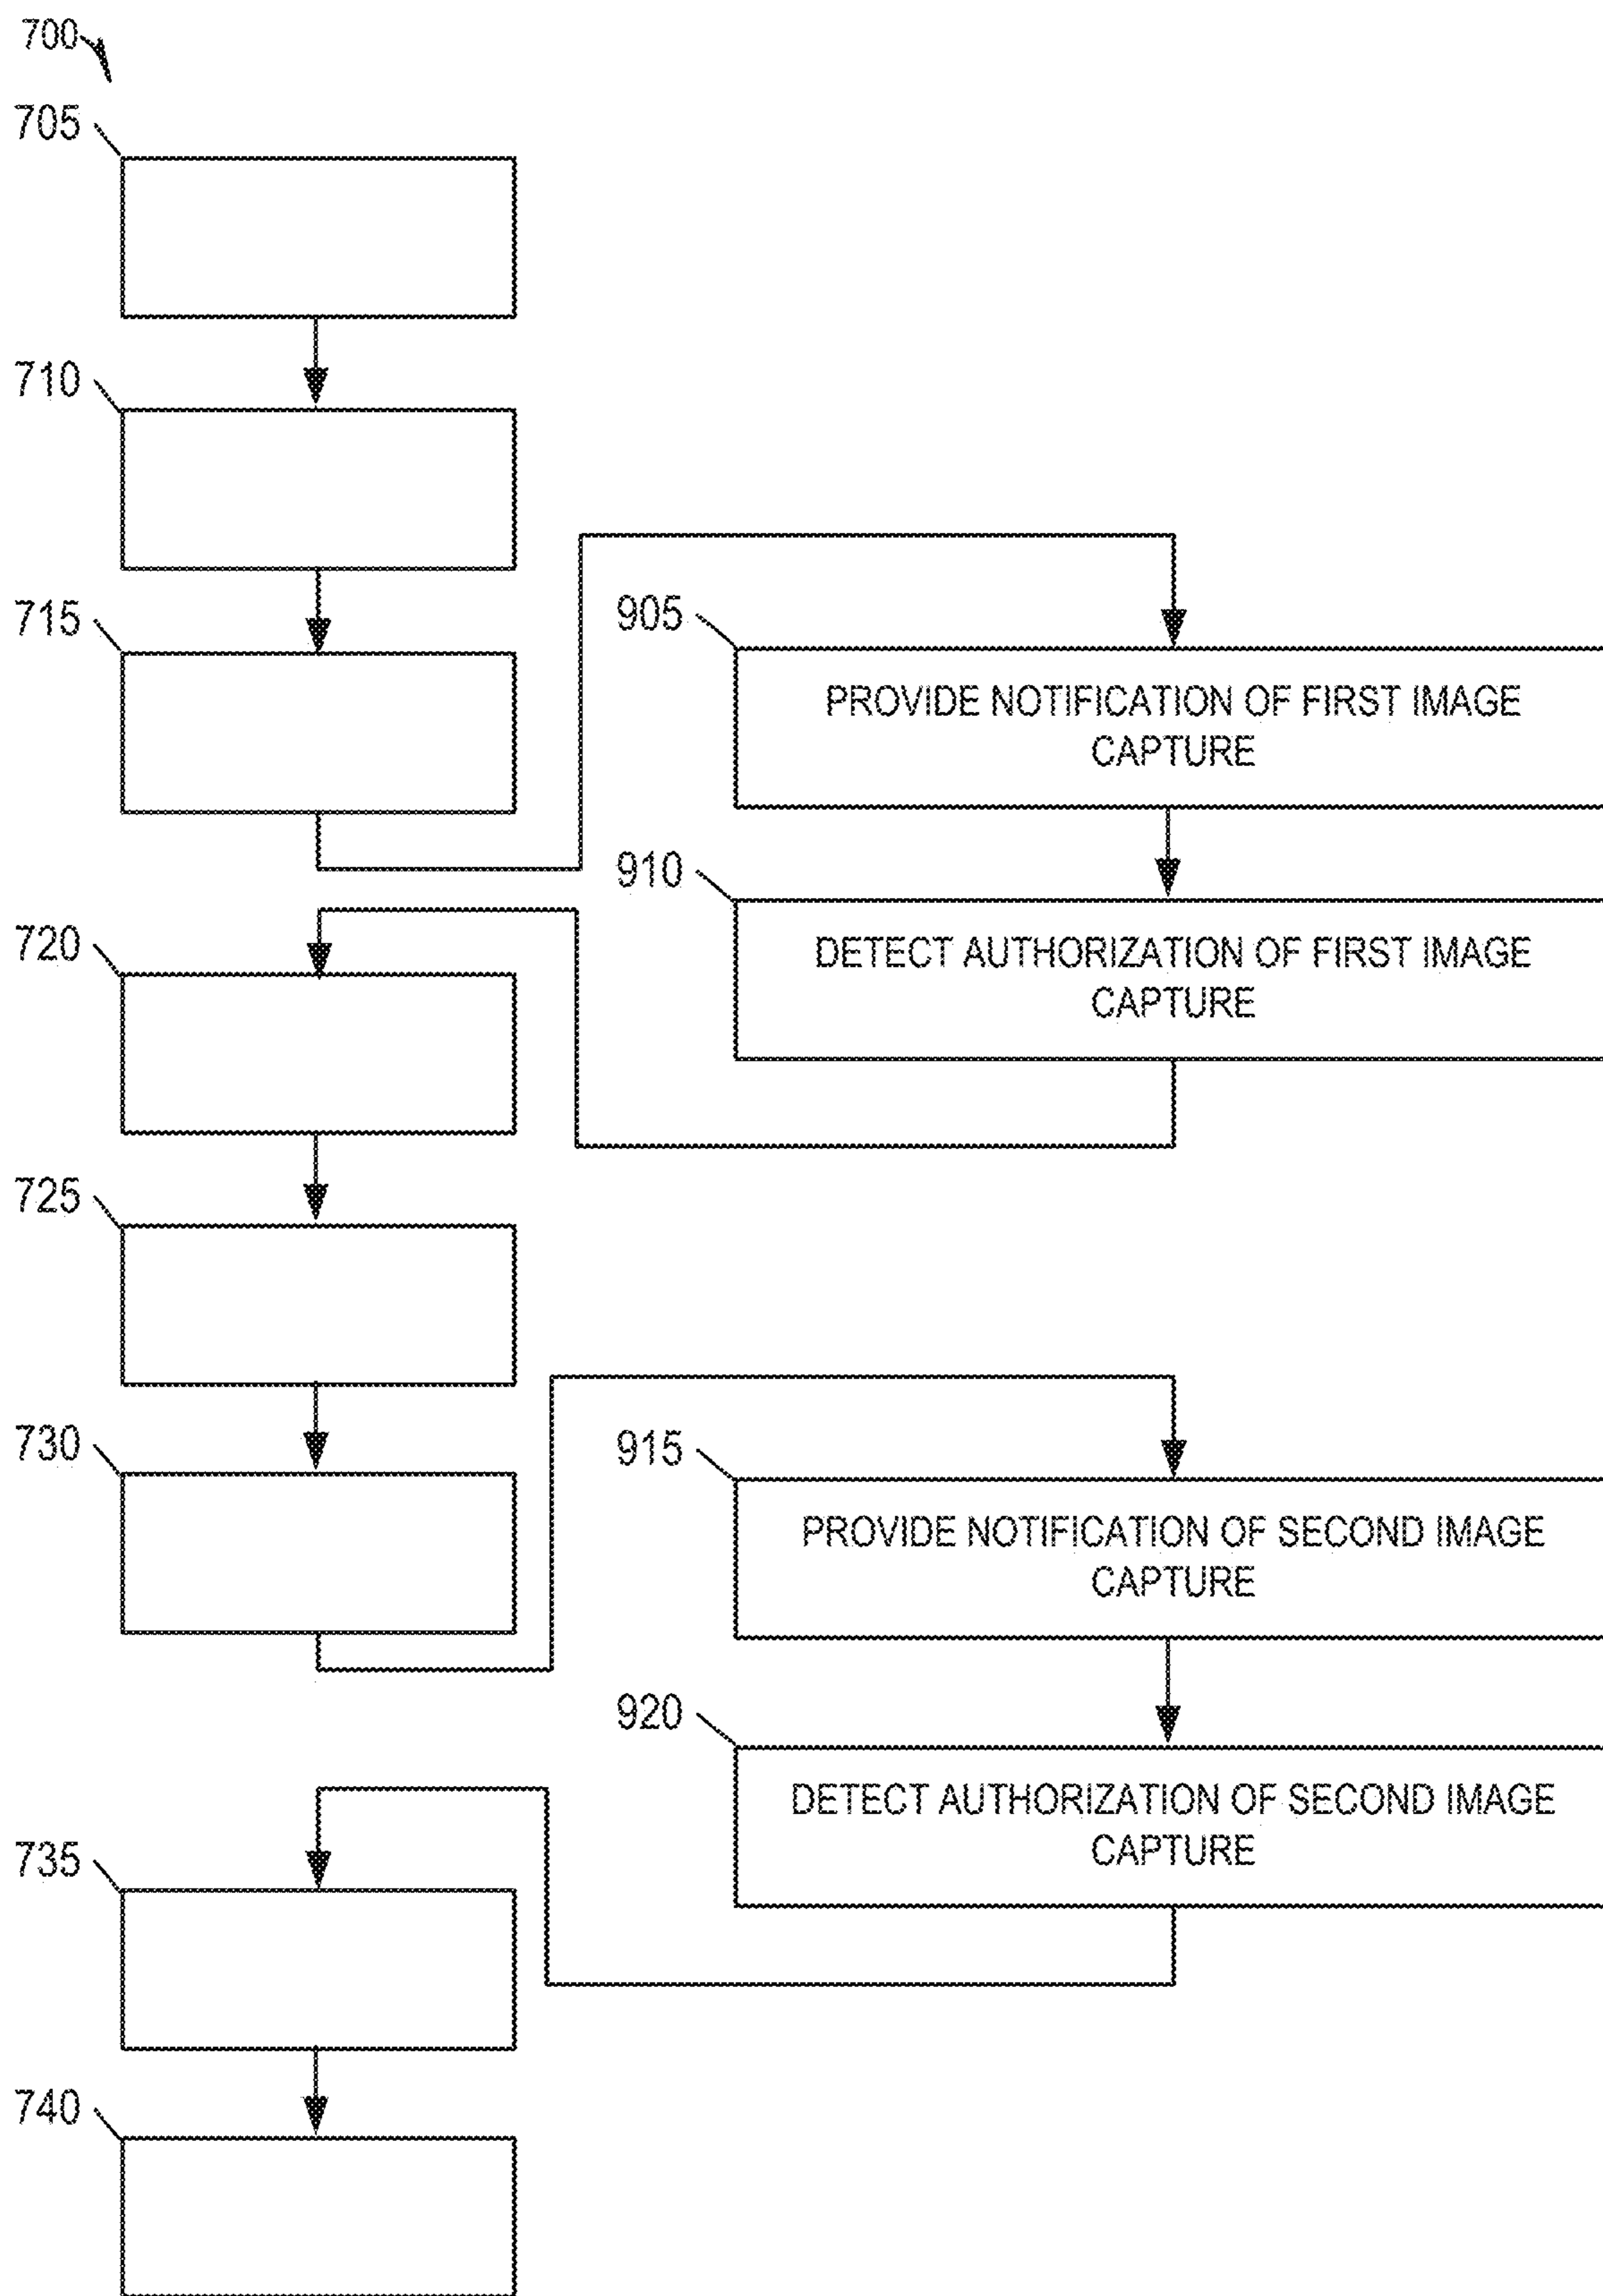 700
705
710
715
905
PROVIDE NOTIFICATION OF FIRST IMAGE
CAPTURE
910
DETECT AUTHORIZATION OF FIRST IMAGE
CAPTURE
720
725
730
915
PROVIDE NOTIFICATION OF SECOND IMAGE
CAPTURE
920
DETECT AUTHORIZATION OF SECOND IMAGE
CAPTURE
735
740